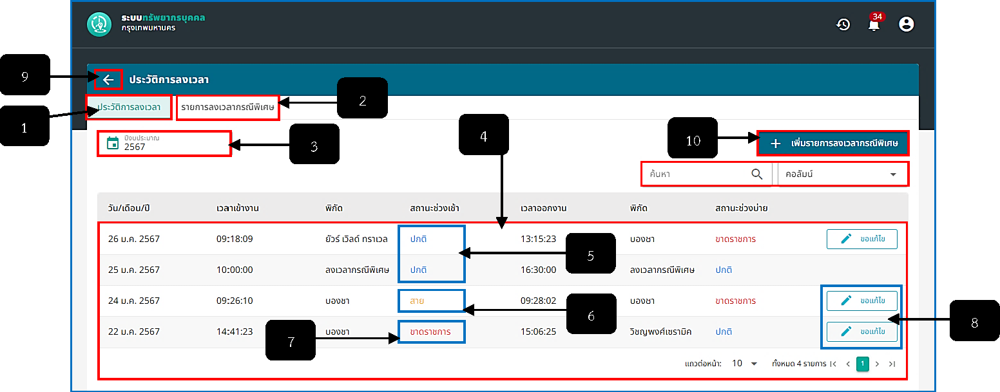 ระบบทรัพยากรบุคคล
กรุงเทพมหานคร
34
9
ประวัติการลงเวลา
2
ประวัติการลงเวลา
รายการลงเวลากรณีพิเศษ
1
3
4
10
ปีงบประมาณ
2567
เพิ่มรายการลงเวลากรณีพิเศษ
ค้นหา
คอลัมน์
วัน/เดือน/ปี เวลาเข้างาน พิกัด สถานะช่วงเช้า เวลาออกงาน พิกัด สถานะช่วงบ่าย
26 ม.ค. 2567 09:18:09 ยัวร์ เวิลด์ ทราเวล ปกติ 13:15:23 บองชา ขาดราชการ ขอแก้ไข
5
25 ม.ค. 2567 10:00:00 ลงเวลากรณีพิเศษ ปกติ 16:30:00 ลงเวลากรณีพิเศษ ปกติ
24 ม.ค. 2567 09:26:10 บองชา สาย 09:28:02 บองชา ขาดราชการ ขอแก้ไข
6
8
22 ม.ค. 2567 14:41:23 บองชา ขาดราชการ 15:06:25 วิชญพงศ์เซรามิค ปกติ ขอแก้ไข
7
แถวต่อหน้า: 10 ทั้งหมด 4 รายการ 1